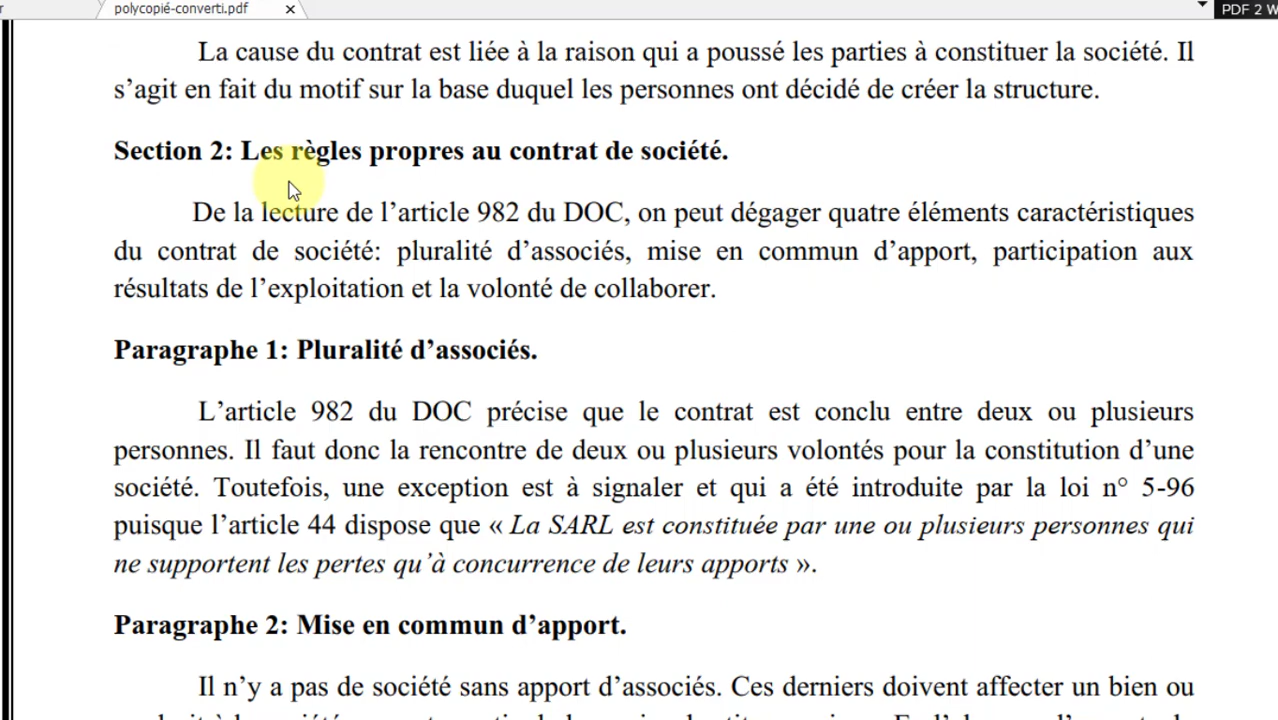 r
polycopié-converti.pdf
PDF 2 W
La cause du contrat est liée à la raison qui a poussé les parties à constituer la société. Il
s’agit en fait du motif sur la base duquel les personnes ont décidé de créer la structure.
Section 2: Les règles propres au contrat de société.
De la lecture de l’article 982 du DOC, on peut dégager quatre éléments caractéristiques
du contrat de société: pluralité d’associés, mise en commun d’apport, participation aux
résultats de l’exploitation et la volonté de collaborer.
Paragraphe 1: Pluralité d’associés.
L’article 982 du DOC précise que le contrat est conclu entre deux ou plusieurs
personnes. Il faut donc la rencontre de deux ou plusieurs volontés pour la constitution d’une
société. Toutefois, une exception est à signaler et qui a été introduite par la loi n° 5-96
puisque l’article 44 dispose que « La SARL est constituée par une ou plusieurs personnes qui
ne supportent les pertes qu’à concurrence de leurs apports ».
Paragraphe 2: Mise en commun d’apport.
Il n’y a pas de société sans apport d’associés. Ces derniers doivent affecter un bien ou